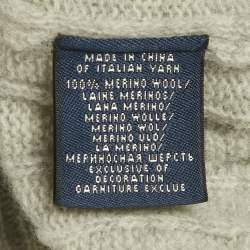 MADE IN CHINA
OF ITALIAN YARN
100% MERINO WOOL/
LAINE MERINOS/
LANA MERINO/
MERINO WOLLE/
MERINO WOL/
MERINO ULD/
LA MERINO/
МЕРИНОСНАЯ ШЕРСТЬ
EXCLUSIVE OF
DECORATION
GARNITURE EXCLUE